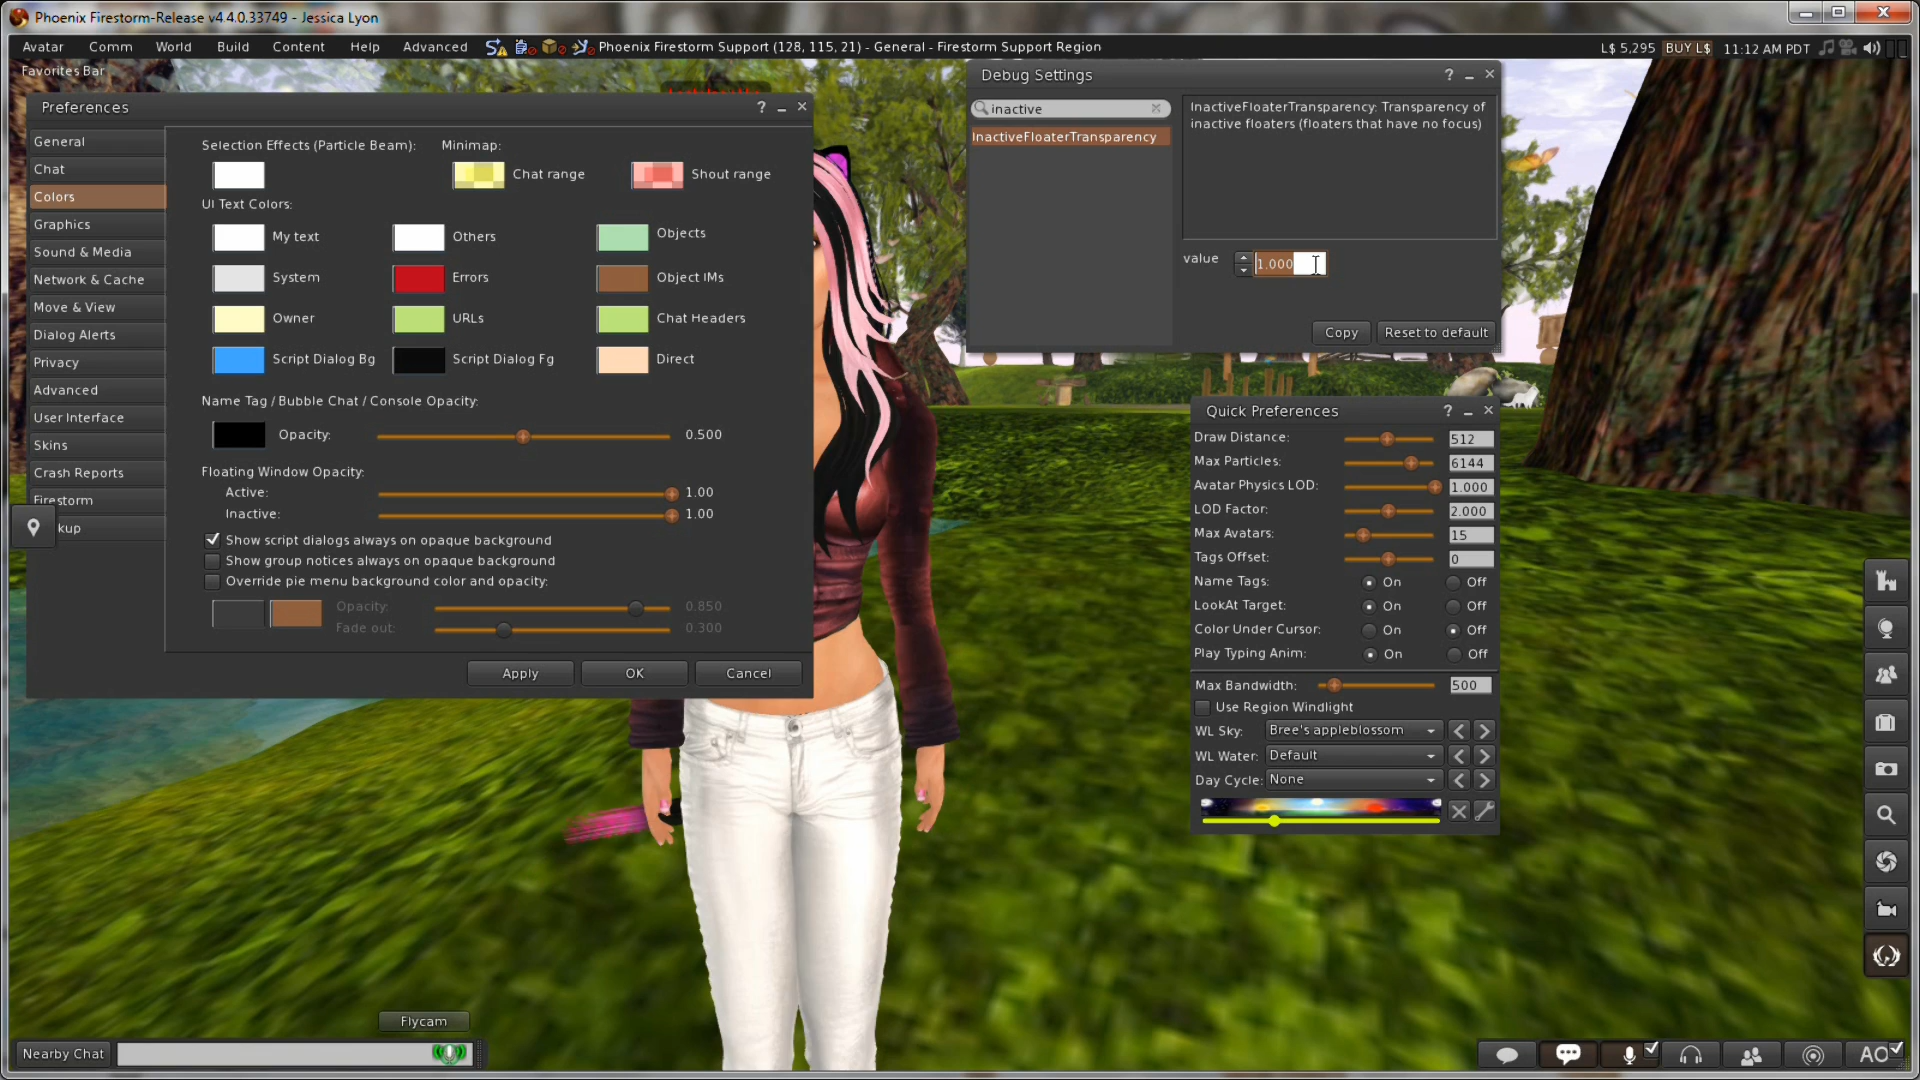 Phoenix Firestorm-Release v4.4.0.33749 - Jessica Lyon
Avatar Comm World Build Content Help Advanced Phoenix Firestorm Support (128, 115, 21) - General - Firestorm Support Region L$ 5,295 BUY L$ 11:12 AM PDT
Favorites Bar
Preferences
General
Chat
Colors
Graphics
Sound & Media
Network & Cache
Move & View
Dialog Alerts
Privacy
Advanced
User Interface
Skins
Crash Reports
Firestorm
kup
Selection Effects (Particle Beam): Minimap:
Chat range Shout range
UI Text Colors:
My text Others Objects
System Errors Object IMs
Owner URLs Chat Headers
Script Dialog Bg Script Dialog Fg Direct
Name Tag / Bubble Chat / Console Opacity:
Opacity: 0.500
Floating Window Opacity:
Active: 1.00
Inactive: 1.00
Show script dialogs always on opaque background
Show group notices always on opaque background
Override pie menu background color and opacity:
Opacity: 0.850
Fade out: 0.300
Apply OK Cancel
Debug Settings
inactive
InactiveFloaterTransparency
InactiveFloaterTransparency: Transparency of
inactive floaters (floaters that have no focus)
value 1.000
Copy Reset to default
Quick Preferences
Draw Distance: 512
Max Particles: 6144
Avatar Physics LOD: 1.000
LOD Factor: 2.000
Max Avatars: 15
Tags Offset: 0
Name Tags: On Off
LookAt Target: On Off
Color Under Cursor: On Off
Play Typing Anim: On Off
Max Bandwidth: 500
Use Region Windlight
WL Sky: Bree's appleblossom
WL Water: Default
Day Cycle: None
Flycam
Nearby Chat
AO